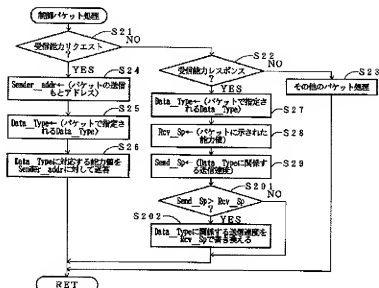 制御パケット処理
S21
受信能力リクエスト
?
NO
YES
S22
受信能力レスポンス
?
NO
YES
S23
その他のパケット処理
S24
Sender_addr←(パケットの送信
もとアドレス)
S25
Data_Type←(パケットで指定さ
れるData_Type)
S26
Data_Typeに対応する能力値を
Sender_addrに対して返答
Data_Type←(パケットで指定
されるData_Type)
S27
Rcv_Sp←(パケットに示された
能力値)
S28
Send_Sp←(Data_Typeに関係す
る送信速度)
S29
S201
Send_Sp>Rcv_Sp
?
NO
YES
S202
Data_Typeに関係する送信速度を
Rcv_Spで書き換える
RET